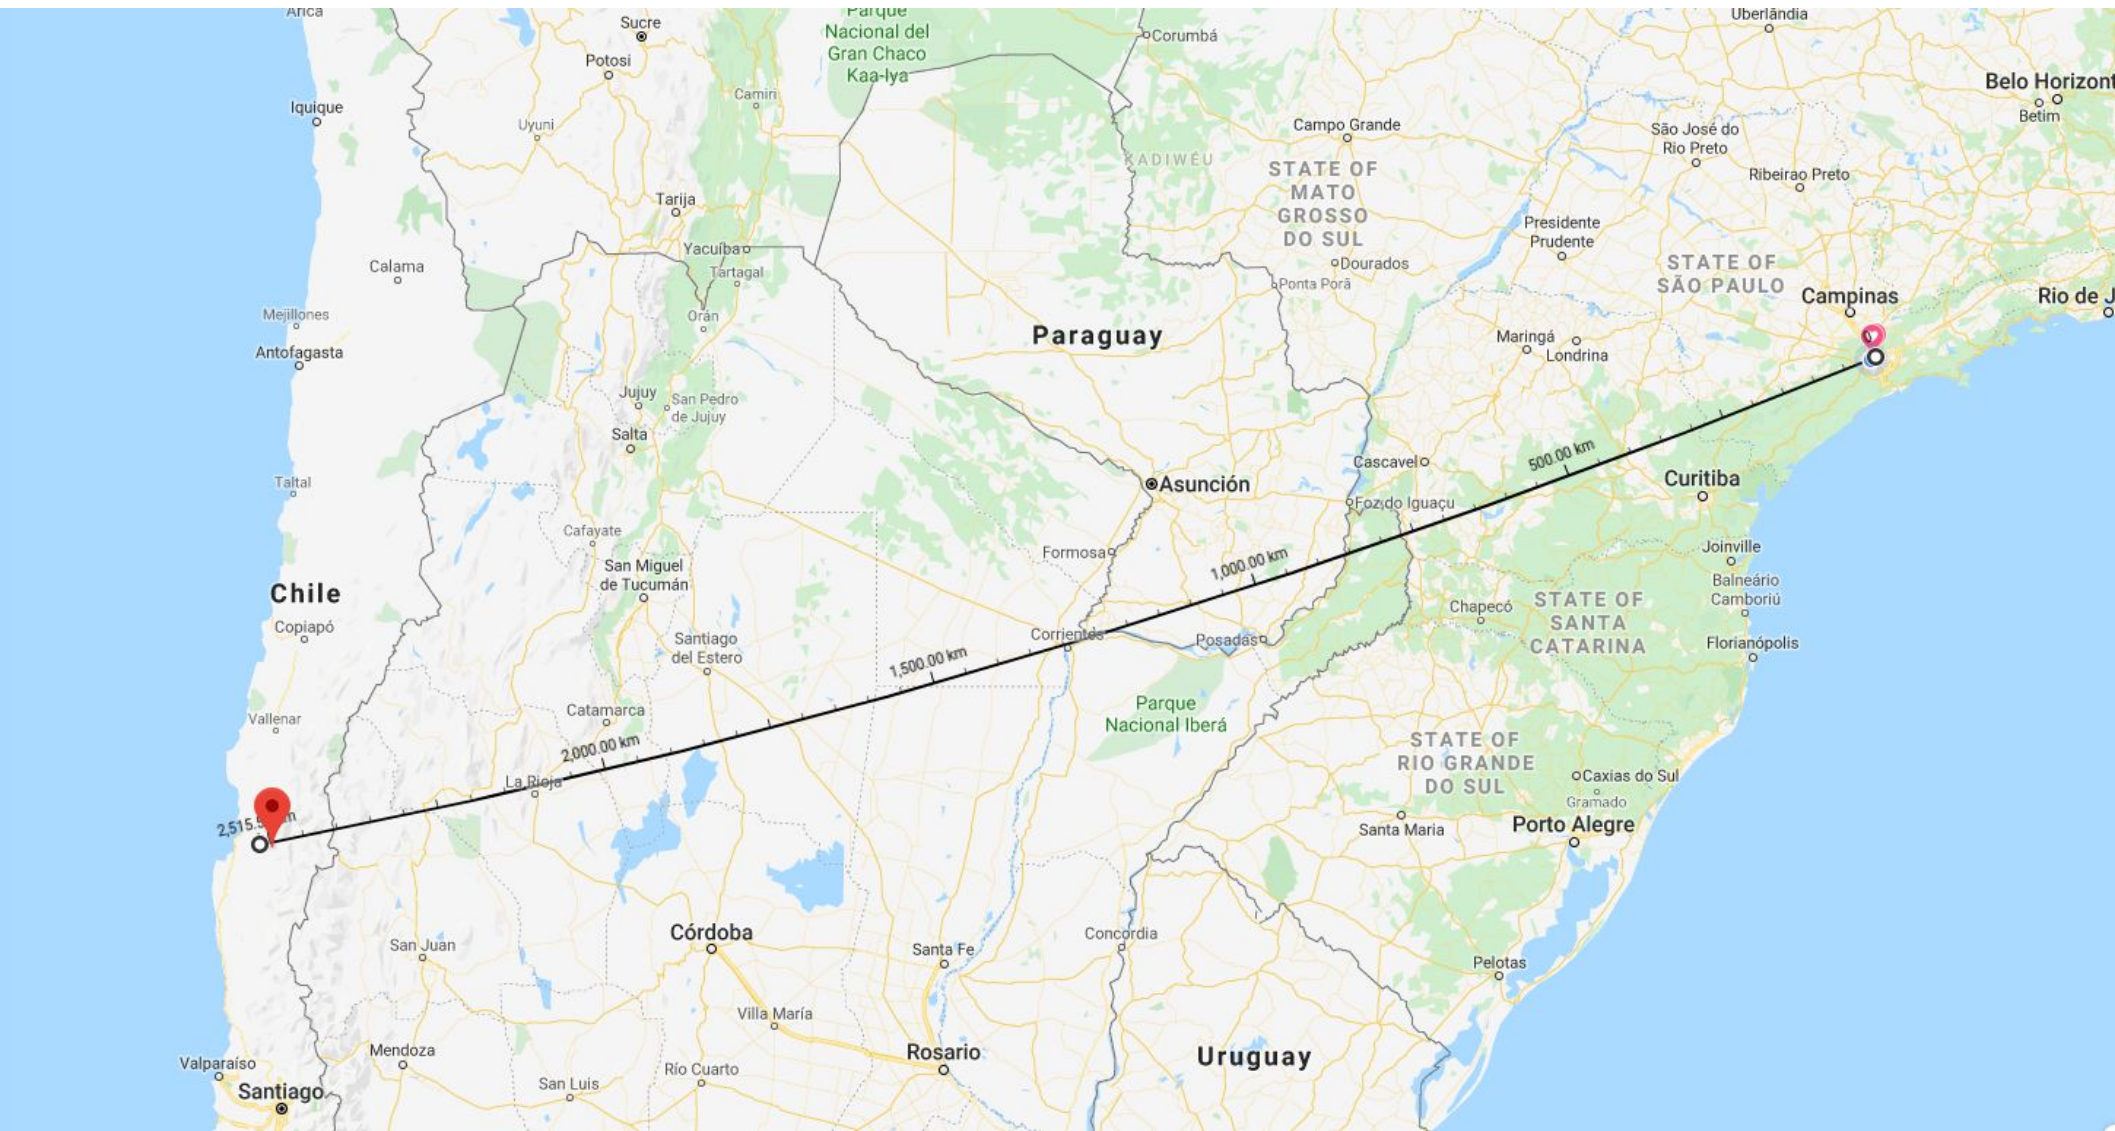 Arica
Sucre
Parque
Nacional del
Gran Chaco
Kaa-Iya
Corumbá
Uberlândia
Potosi
Belo Horizont
Betim
Iquique
Camiri
Uyuni
Campo Grande
São José do
Rio Preto
KADIWÉU
STATE OF
MATO
GROSSO
DO SUL
Ribeirao Preto
Tarija
Presidente
Prudente
Yacuíba
Tartagal
Calama
Dourados
Ponta Porã
STATE OF
SÃO PAULO
Campinas
Rio de J
Mejillones
Orán
Antofagasta
Paraguay
Maringá
Londrina
Jujuy
San Pedro
de Jujuy
Salta
Cascavel
500.00 km
Curitiba
Taltal
Asunción
Foz do Iguaçu
Cafayate
Formosa
Joinville
San Miguel
de Tucumán
1,000.00 km
Balneário
Camboriú
Chile
Copiapó
Chapecó
STATE OF
SANTA
CATARINA
Santiago
del Estero
Corrientes
Posadas
Florianópolis
1,500.00 km
Vallenar
Catamarca
Parque
Nacional Iberá
2,000.00 km
STATE OF
RIO GRANDE
DO SUL
La Rioja
Caxias do Sul
Gramado
2,515.5
m
Santa Maria
Porto Alegre
Córdoba
San Juan
Santa Fe
Concordia
Pelotas
Villa María
Valparaíso
Mendoza
San Luis
Río Cuarto
Rosario
Uruguay
Santiago